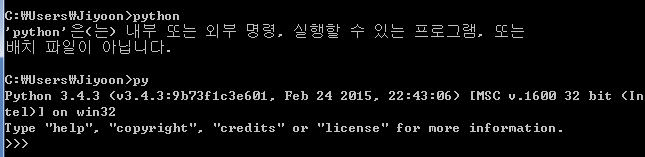 C:₩Users₩Jiyoon>python
'python'은(는) 내부 또는 외부 명령, 실행할 수 있는 프로그램, 또는
배치 파일이 아닙니다.
C:₩Users₩Jiyoon>py
Python 3.4.3 (v3.4.3:9b73f1c3e601, Feb 24 2015, 22:43:06) [MSC v.1600 32 bit (In
tel)] on win32
Type "help", "copyright", "credits" or "license" for more information.
>>>